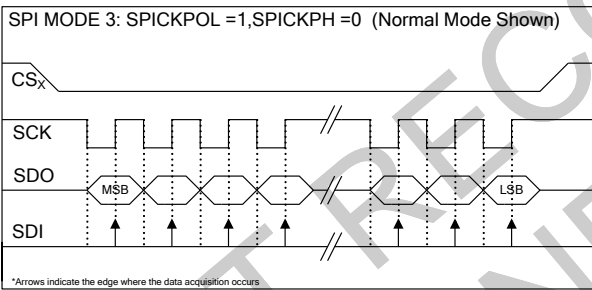 SPI MODE 3: SPICKPOL =1,SPICKPH =0 (Normal Mode Shown)
CSX
SCK
SDO
MSB
LSB
SDI
*Arrows indicate the edge where the data acquisition occurs